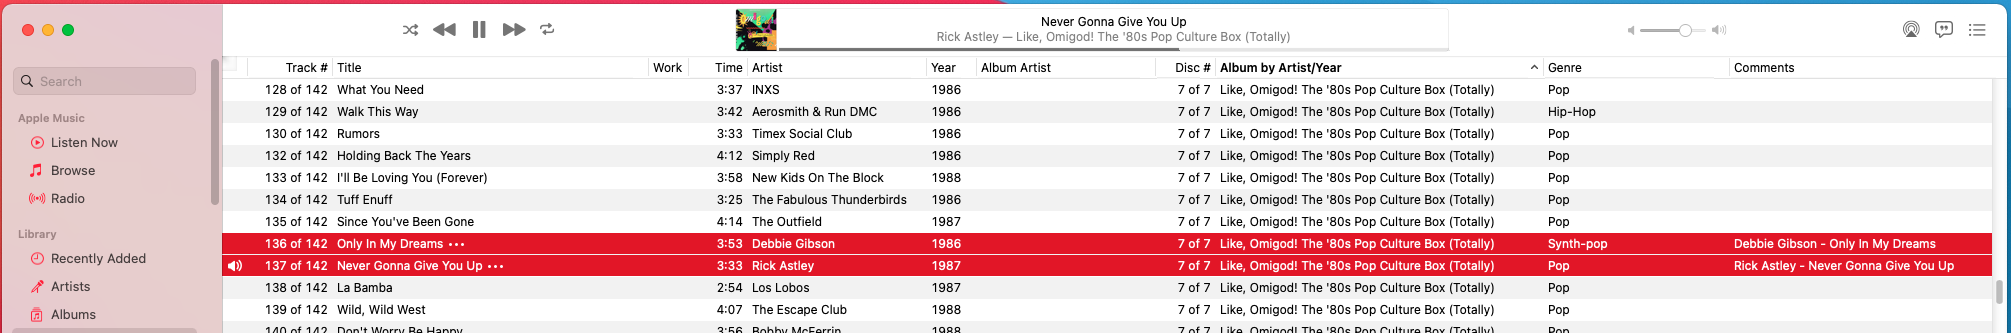 Never Gonna Give You Up
Rick Astley — Like, Omigod! The '80s Pop Culture Box (Totally)
Search
Apple Music
Listen Now
Browse
Radio
Library
Recently Added
Artists
Albums
Track # Title Work Time Artist Year Album Artist Disc # Album by Artist/Year Genre Comments
128 of 142 What You Need 3:37 INXS 1986 7 of 7 Like, Omigod! The '80s Pop Culture Box (Totally) Pop
129 of 142 Walk This Way 3:42 Aerosmith & Run DMC 1986 7 of 7 Like, Omigod! The '80s Pop Culture Box (Totally) Hip-Hop
130 of 142 Rumors 3:33 Timex Social Club 1986 7 of 7 Like, Omigod! The '80s Pop Culture Box (Totally) Pop
132 of 142 Holding Back The Years 4:12 Simply Red 1986 7 of 7 Like, Omigod! The '80s Pop Culture Box (Totally) Pop
133 of 142 I'll Be Loving You (Forever) 3:58 New Kids On The Block 1988 7 of 7 Like, Omigod! The '80s Pop Culture Box (Totally) Pop
134 of 142 Tuff Enuff 3:25 The Fabulous Thunderbirds 1986 7 of 7 Like, Omigod! The '80s Pop Culture Box (Totally) Pop
135 of 142 Since You've Been Gone 4:14 The Outfield 1987 7 of 7 Like, Omigod! The '80s Pop Culture Box (Totally) Pop
136 of 142 Only In My Dreams ••• 3:53 Debbie Gibson 1986 7 of 7 Like, Omigod! The '80s Pop Culture Box (Totally) Synth-pop Debbie Gibson - Only In My Dreams
137 of 142 Never Gonna Give You Up ••• 3:33 Rick Astley 1987 7 of 7 Like, Omigod! The '80s Pop Culture Box (Totally) Pop Rick Astley - Never Gonna Give You Up
138 of 142 La Bamba 2:54 Los Lobos 1987 7 of 7 Like, Omigod! The '80s Pop Culture Box (Totally) Pop
139 of 142 Wild, Wild West 4:07 The Escape Club 1988 7 of 7 Like, Omigod! The '80s Pop Culture Box (Totally) Pop
140 of 142 Don't Worry Be Happy 3:56 Bobby McFerrin 1988 7 of 7 Like, Omigod! The '80s Pop Culture Box (Totally) Pop